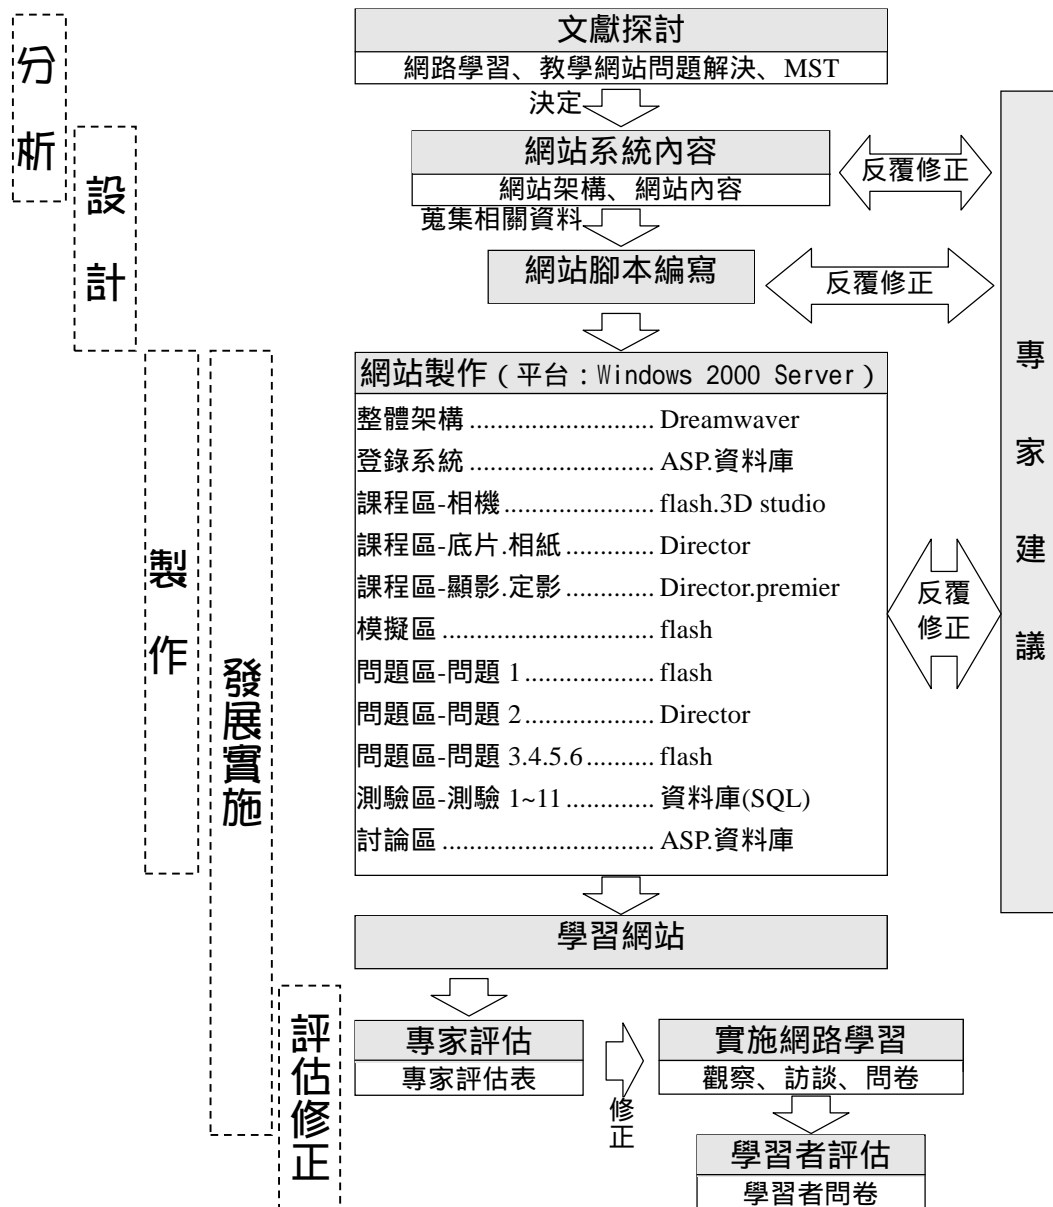 分析
設計
製作
發展實施
評估修正
文獻探討
網路學習、教學網站問題解決、MST
決定
網站系統內容
網站架構、網站內容
反覆修正
蒐集相關資料
網站腳本編寫
反覆修正
網站製作（平台：Windows 2000 Server）
整體架構............................ Dreamwaver
登錄系統............................ ASP.資料庫
課程區-相機....................... flash.3D studio
課程區-底片.相紙.............. Director
課程區-顯影.定影.............. Director.premier
模擬區................................ flash
問題區-問題 1.................... flash
問題區-問題 2.................... Director
問題區-問題 3.4.5.6.......... flash
測驗區-測驗 1~11............. 資料庫(SQL)
討論區................................ ASP.資料庫
反覆
修正
專家建議
學習網站
專家評估
專家評估表
修正
實施網路學習
觀察、訪談、問卷
學習者評估
學習者問卷